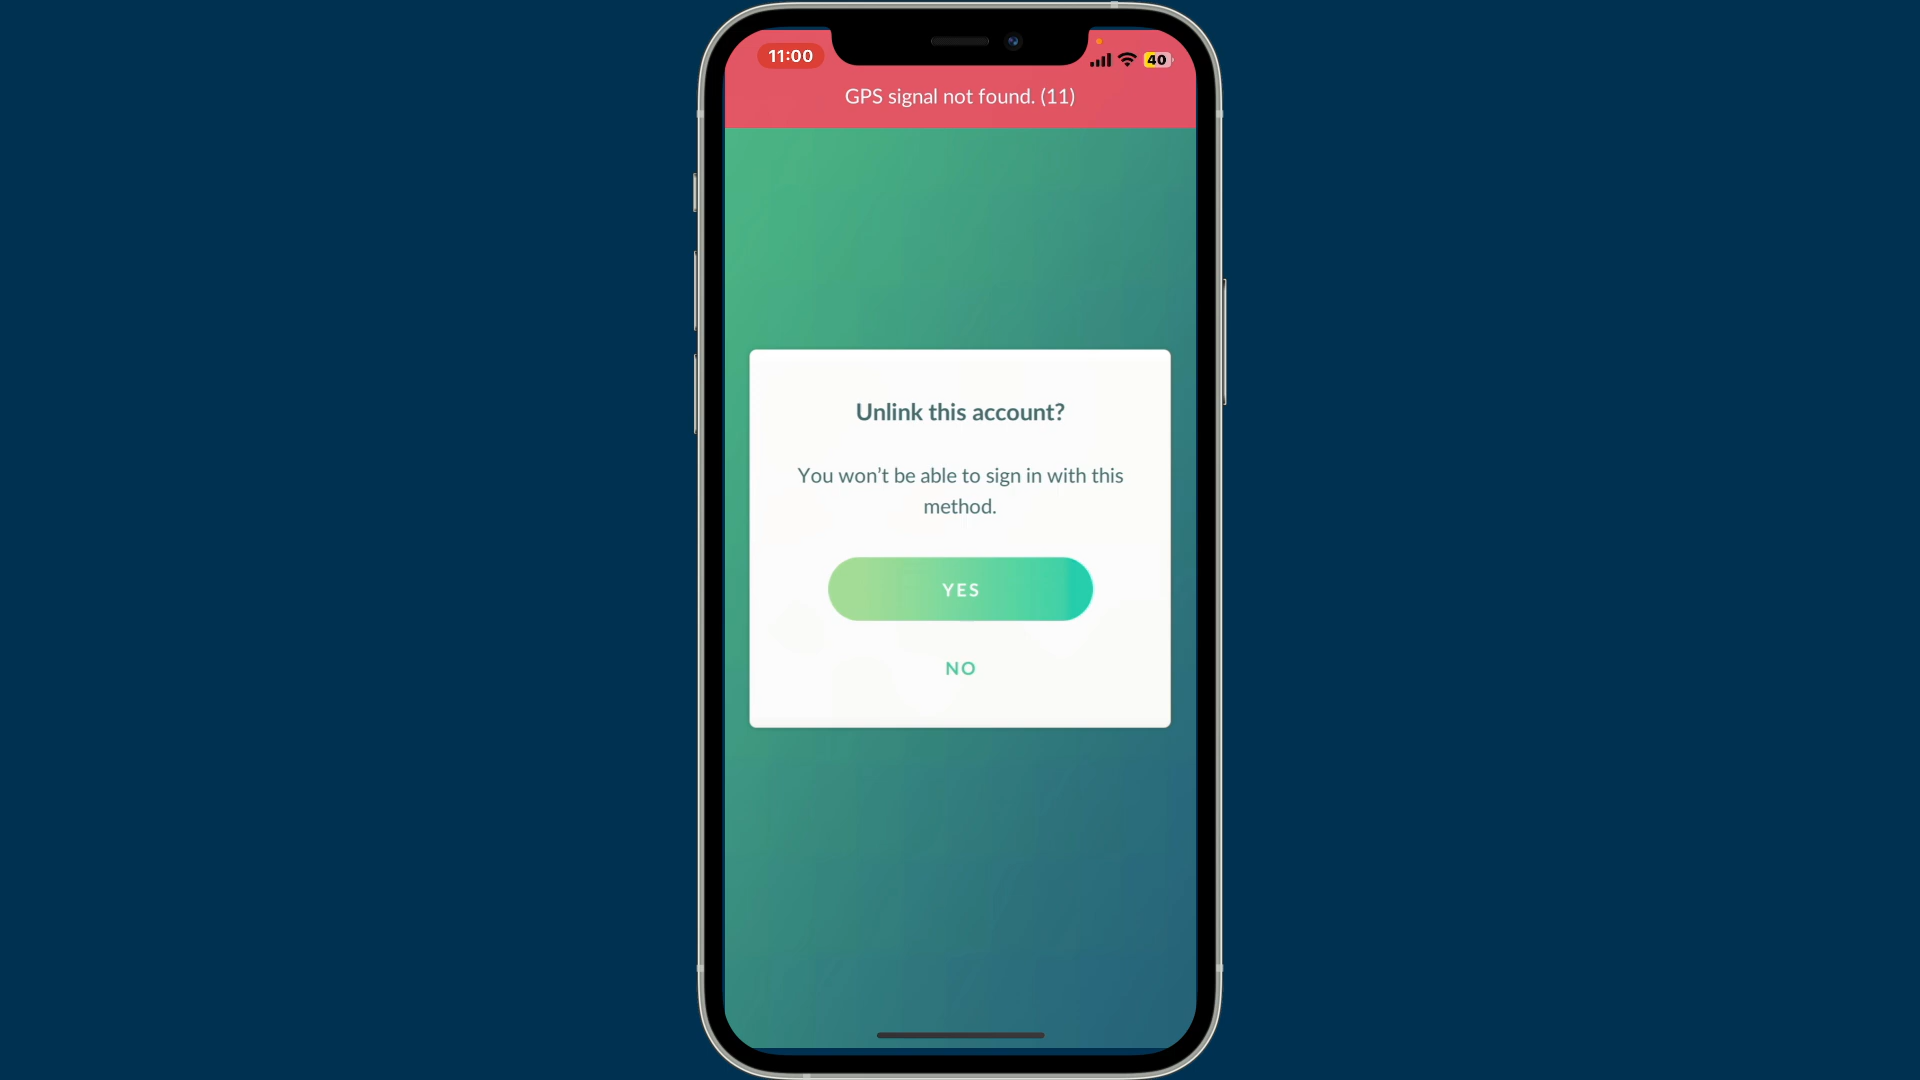 11:00
40
GPS signal not found. (11)
Unlink this account?
You won’t be able to sign in with this
method.
YES
NO